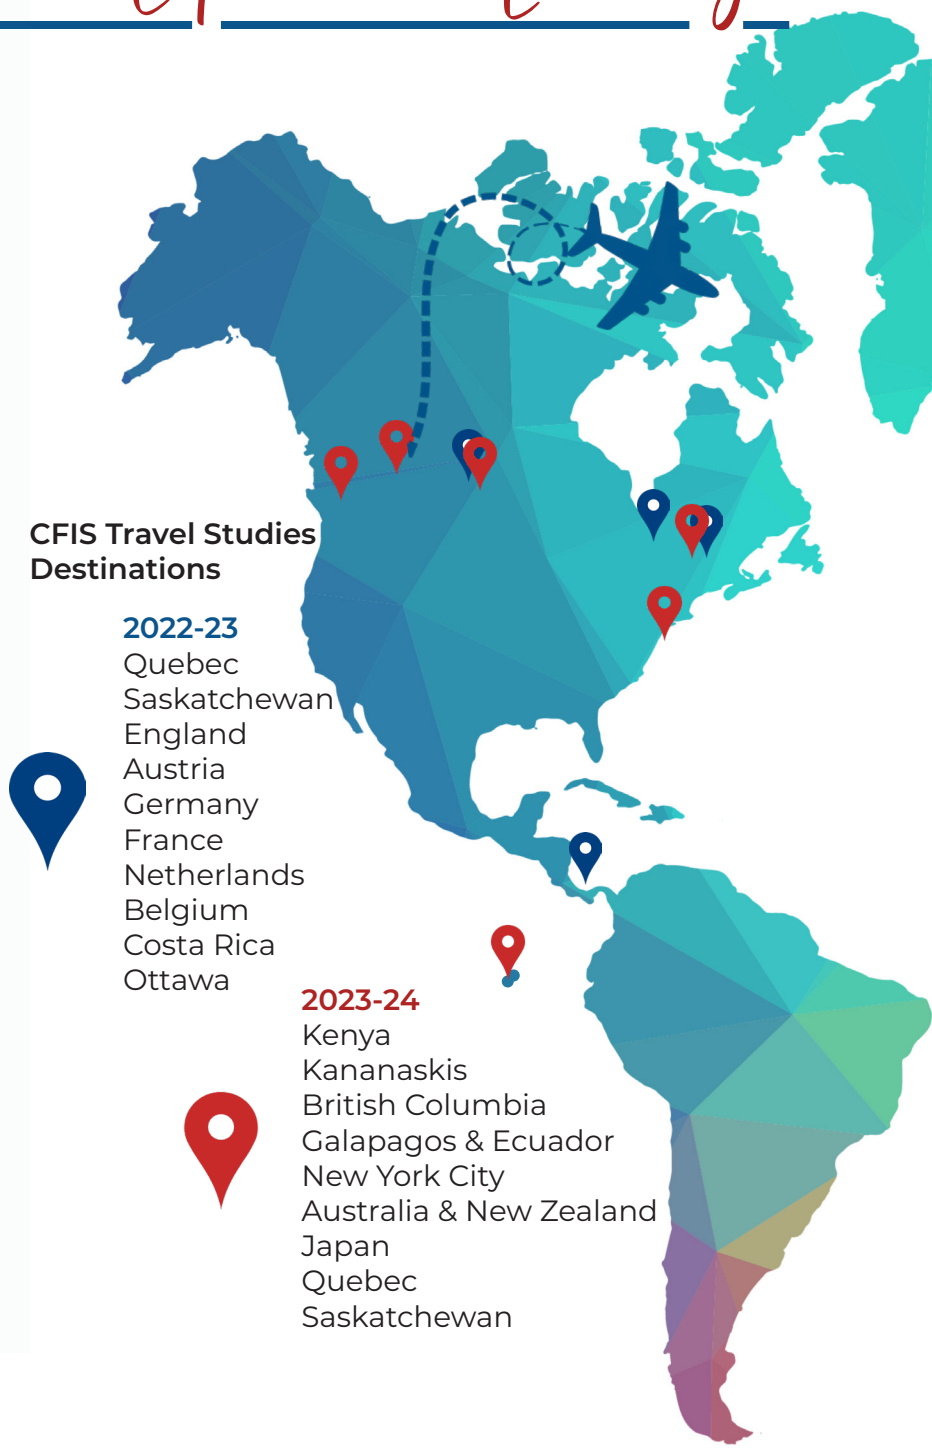 CFIS Travel Studies
Destinations
2022-23
Quebec
Saskatchewan
England
Austria
Germany
France
Netherlands
Belgium
Costa Rica
Ottawa
2023-24
Kenya
Kananaskis
British Columbia
Galapagos & Ecuador
New York City
Australia & New Zealand
Japan
Quebec
Saskatchewan